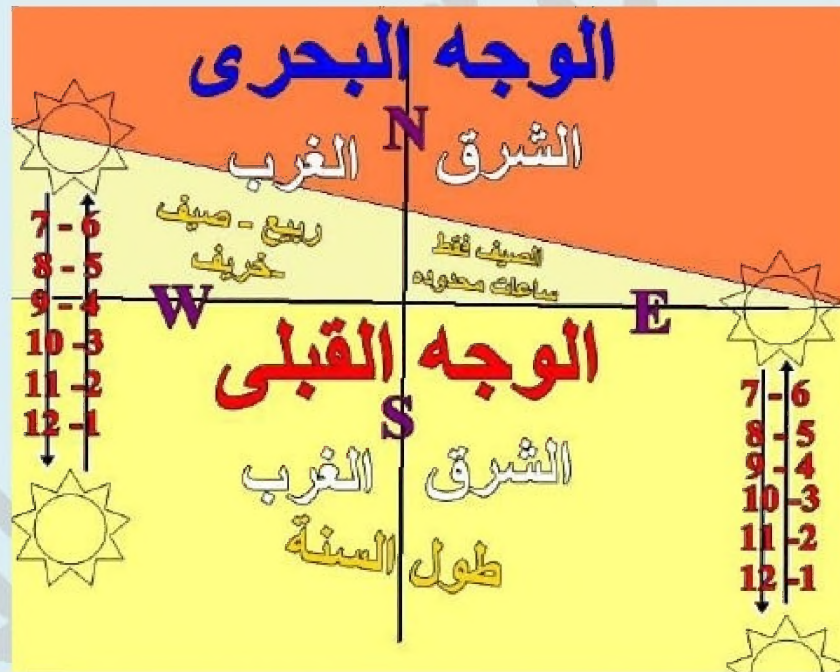 الوجه البحرى
N
الشرق الغرب
ربيع - صيف
-خريف
الصيف فقط
ساعات محدوده
W
E
7 - 6
8 - 5
9 - 4
10 -3
11 -2
12 -1
الوجه القبلى
S
الشرق الغرب
طول السنة
7 - 6
8 - 5
9 - 4
10 -3
11 -2
12 -1